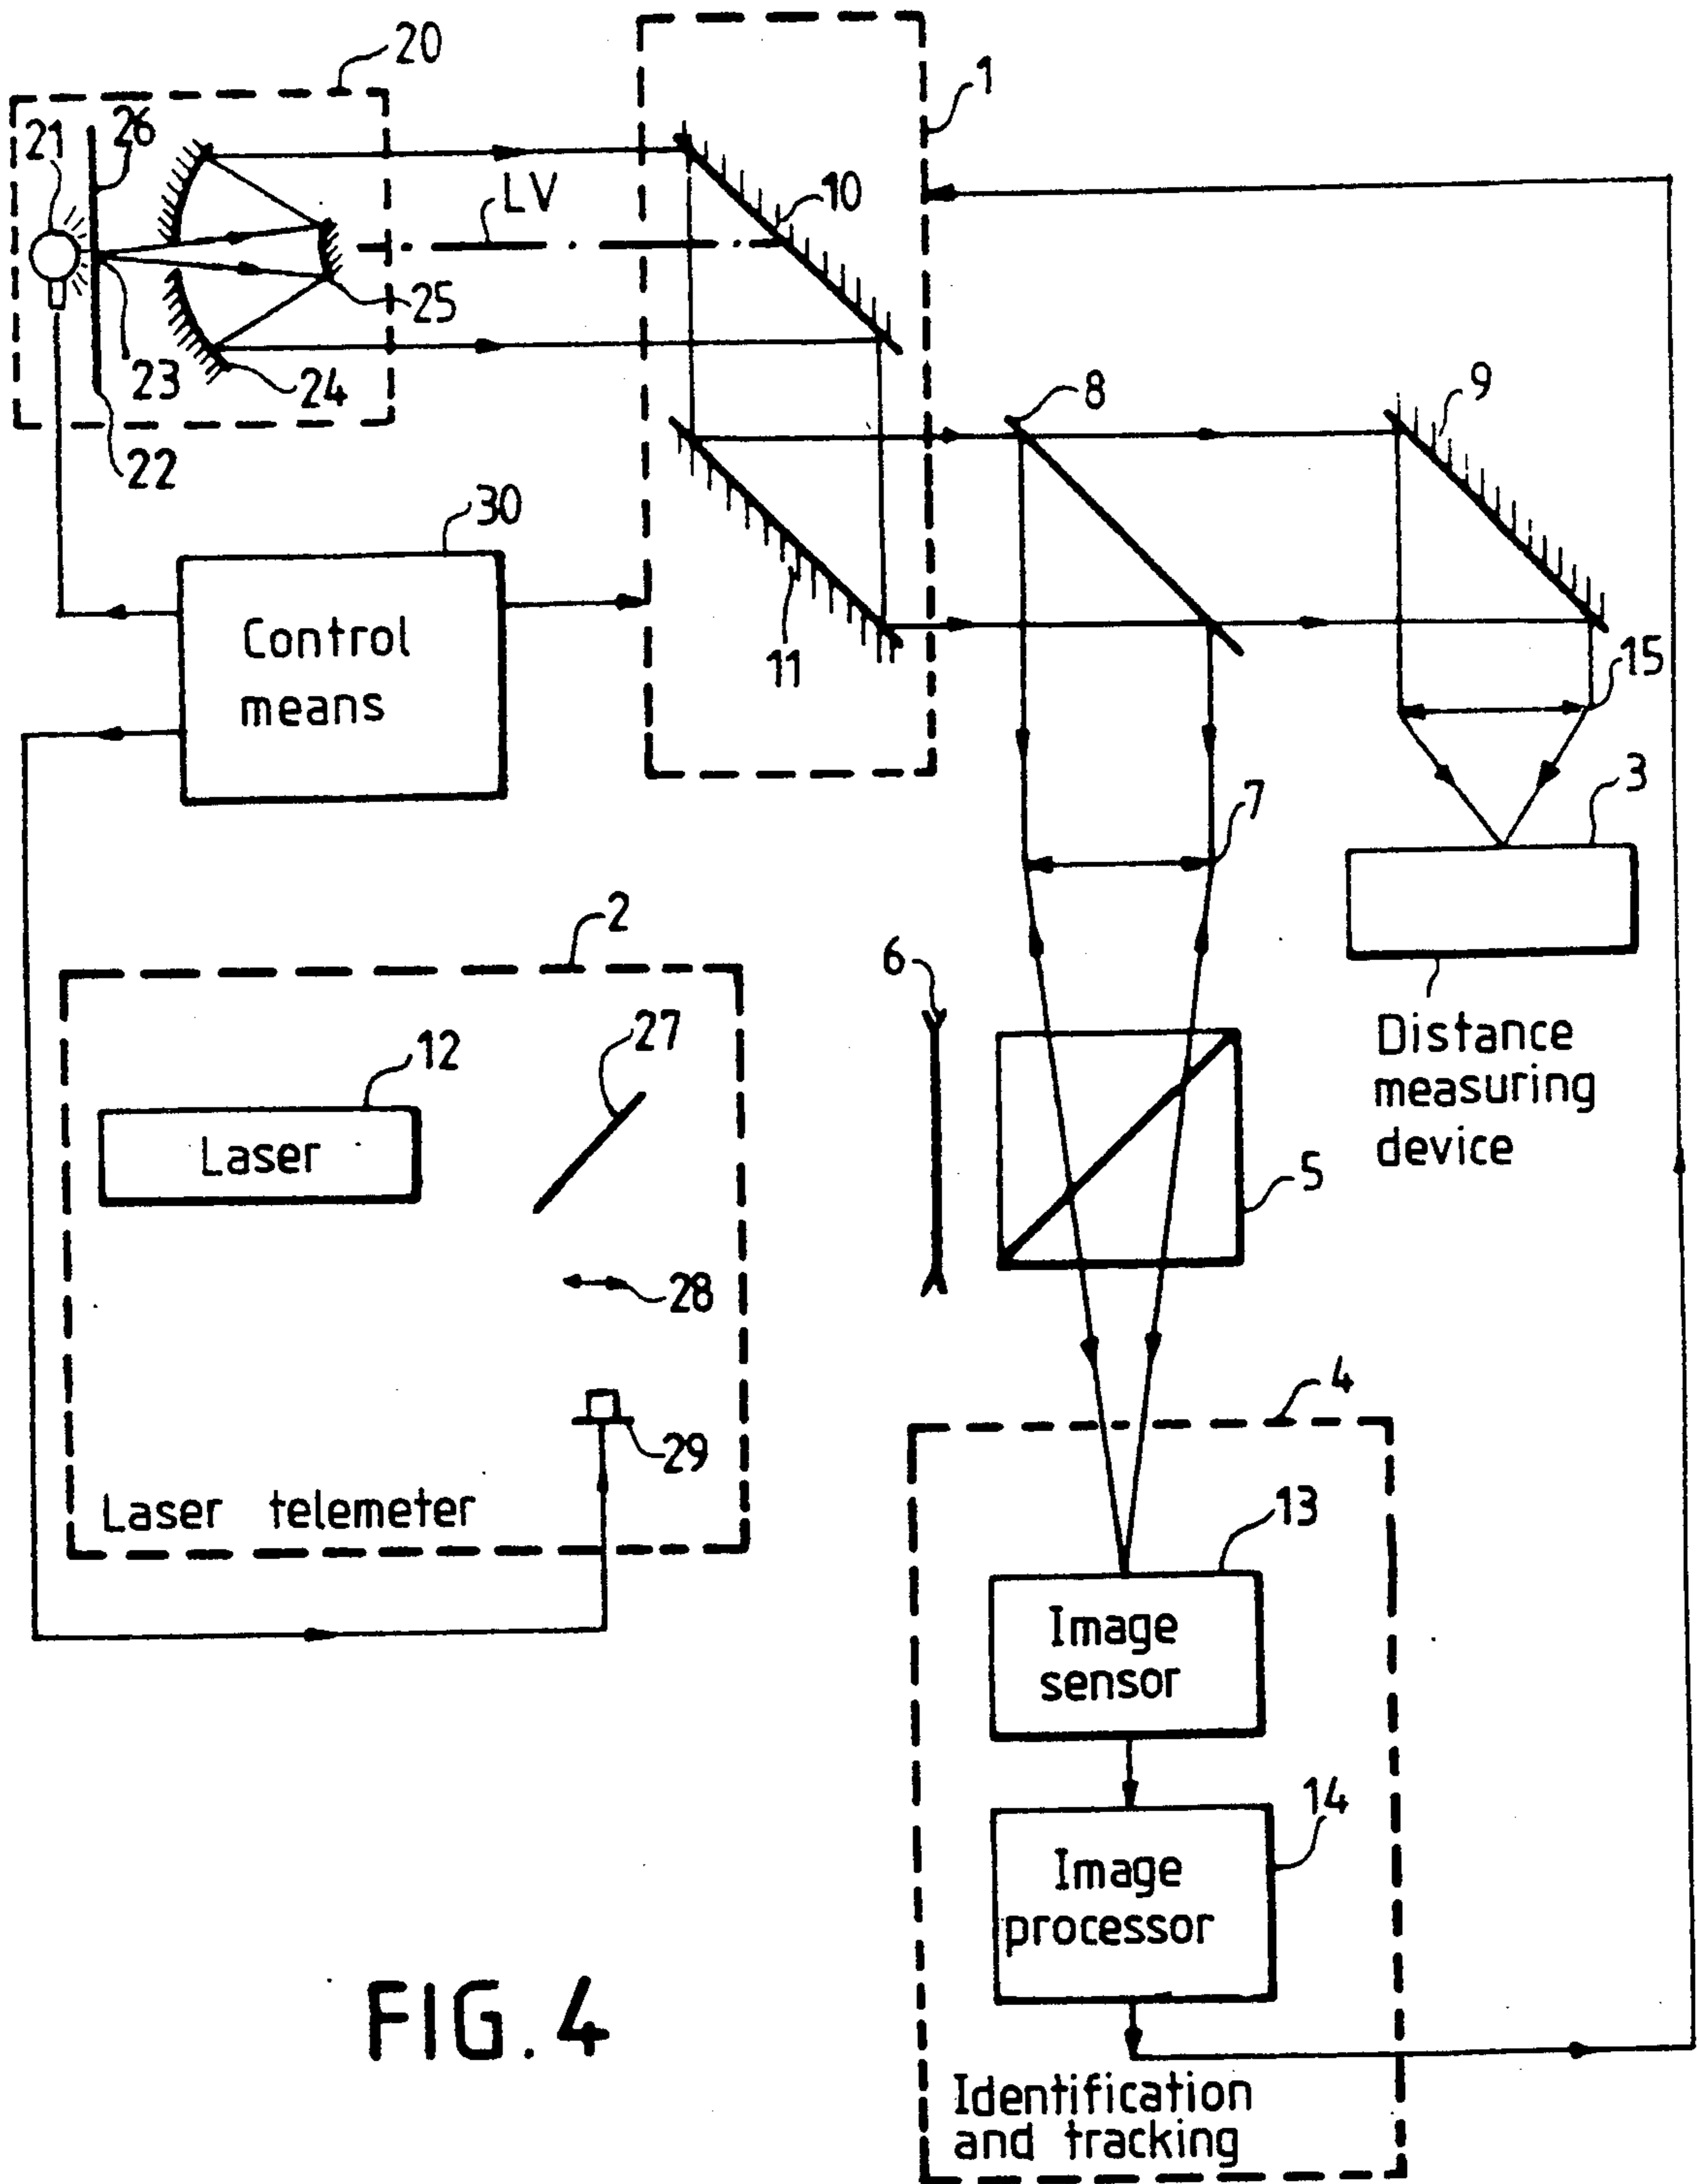 20
1
21
26
LV
10
25
23
24
22
8
9
30
Control
means
11
15
3
7
2
6
Distance
measuring
device
27
12
Laser
5
28
4
29
Laser telemeter
13
Image
sensor
14
Image
processor
FIG. 4
Identification
and tracking